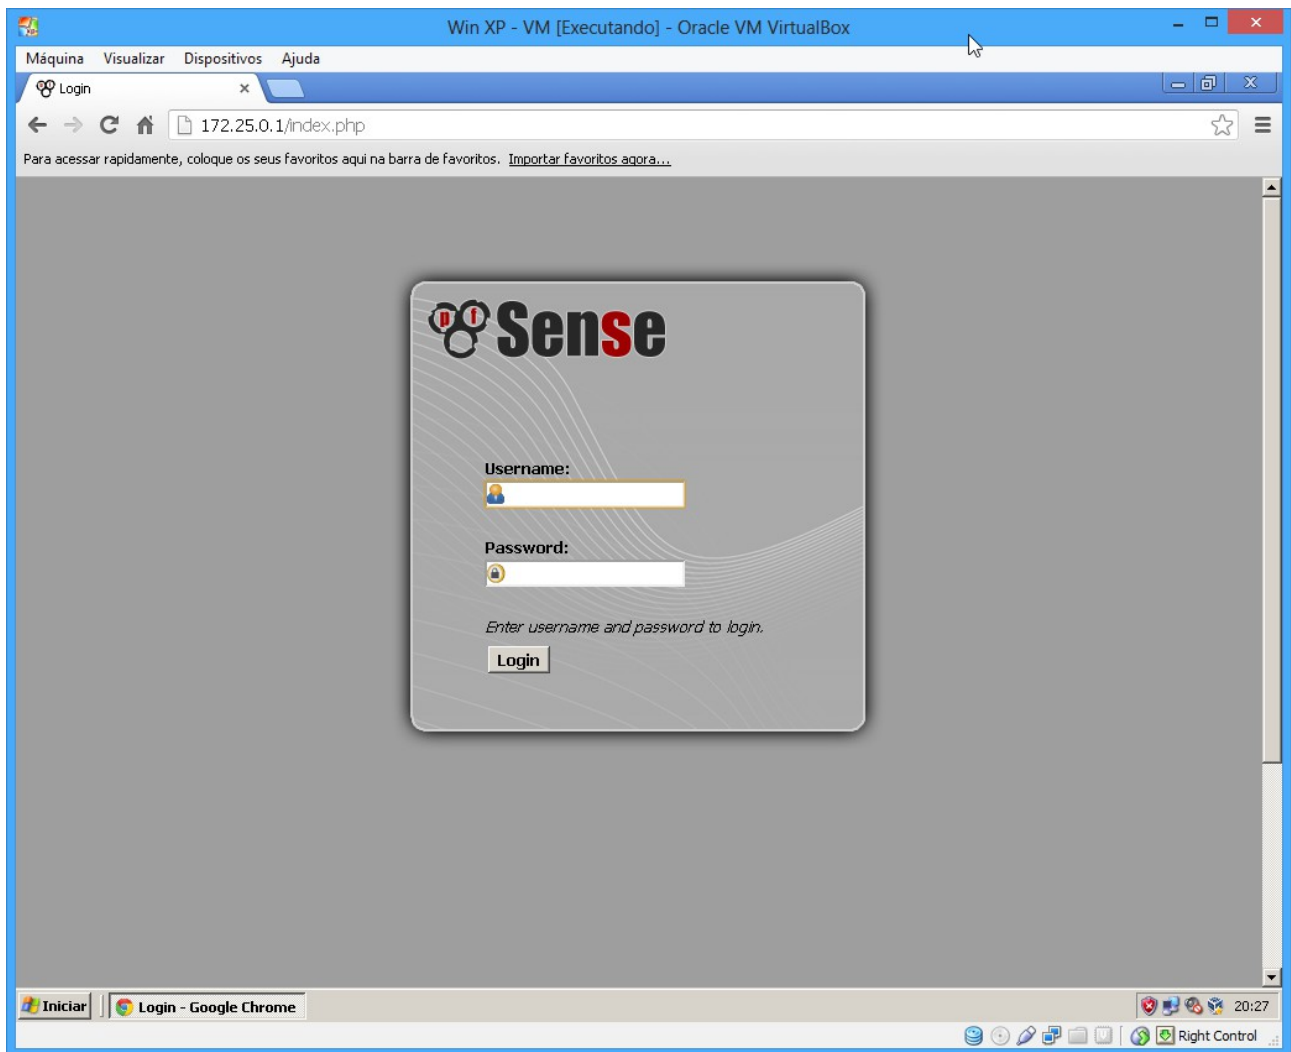 Win XP - VM [Executando] - Oracle VM VirtualBox
Máquina Visualizar Dispositivos Ajuda
Login
172.25.0.1/index.php
Para acessar rapidamente, coloque os seus favoritos aqui na barra de favoritos. Importar favoritos agora...
pf Sense
Username:
Password:
Enter username and password to login.
Login
Iniciar Login - Google Chrome 20:27
Right Control